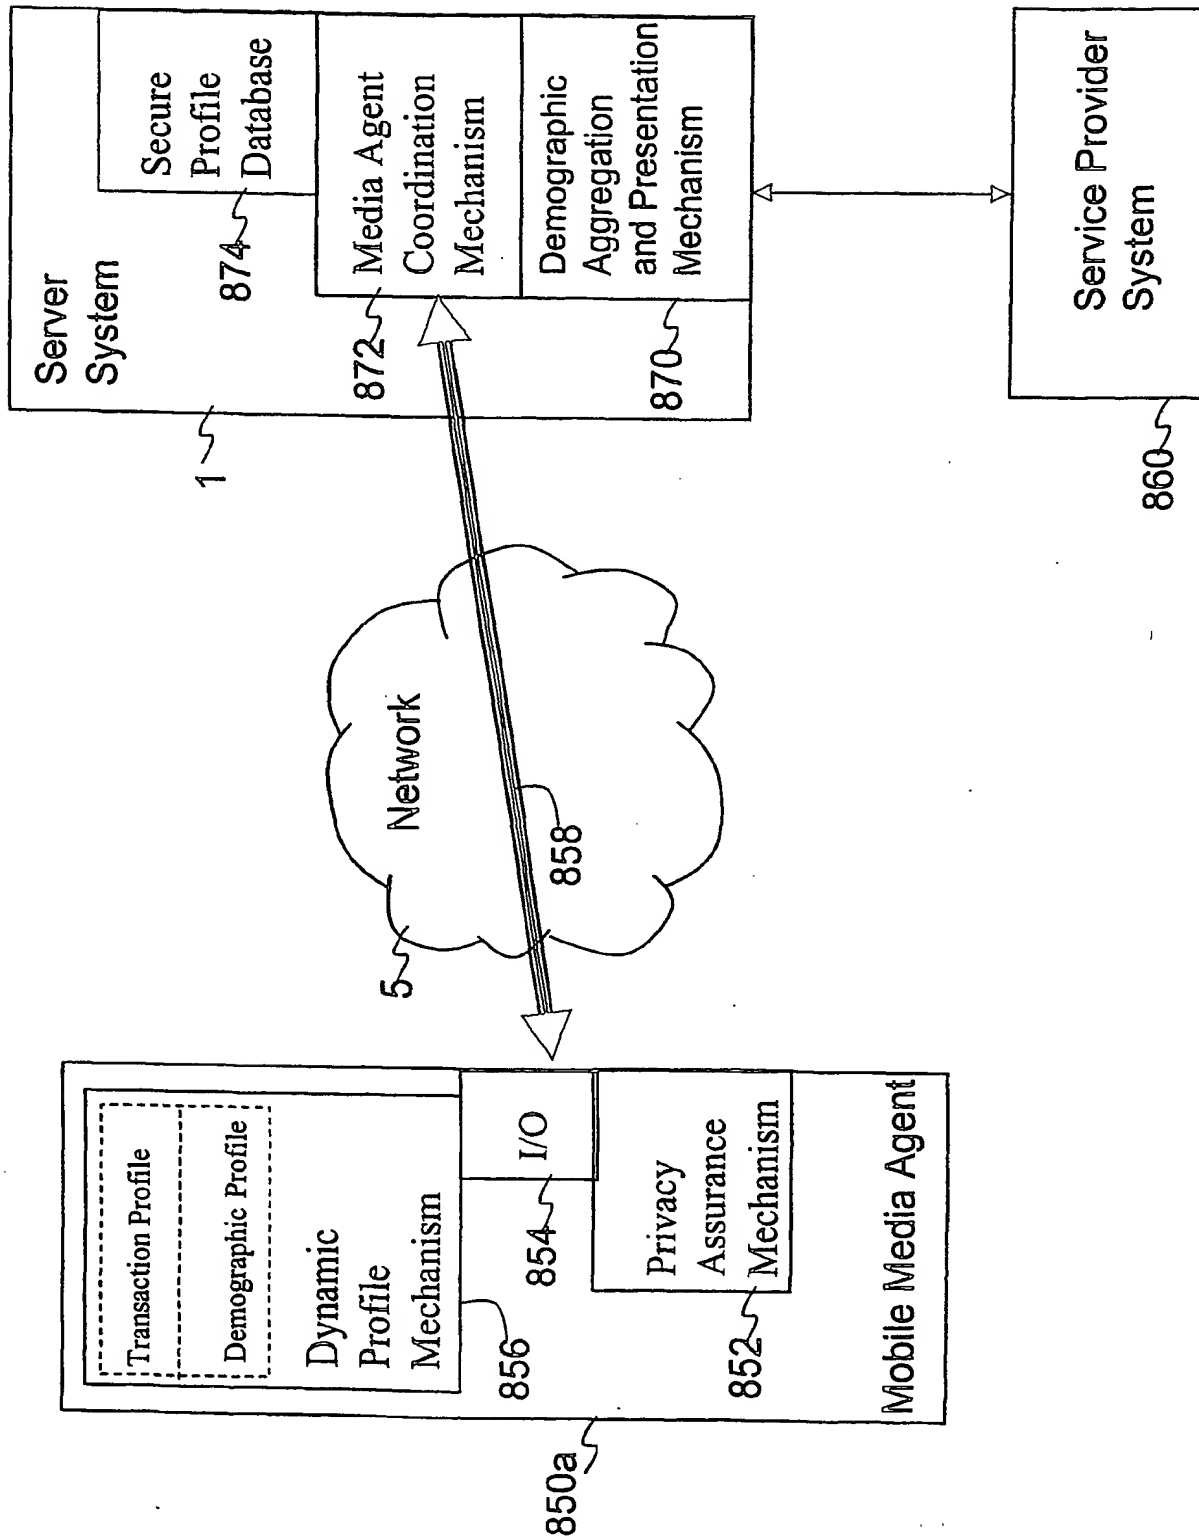 Server
System
1
Secure
Profile
Database
874
Media Agent
Coordination
Mechanism
872
Demographic
Aggregation
and Presentation
Mechanism
870
Service Provider
System
860
Network
5
858
Transaction Profile
Demographic Profile
Dynamic
Profile
Mechanism
856
I/O
854
Privacy
Assurance
Mechanism
852
Mobile Media Agent
850a